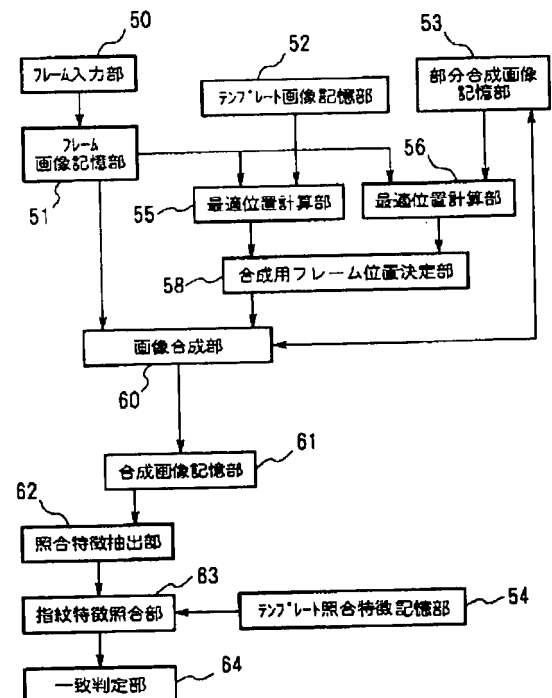 50
フレーム入力部
52
テンプレート画像記憶部
53
部分合成画像
記憶部
フレーム
画像記憶部
51
55
最適位置計算部
56
最適位置計算部
58
合成用フレーム位置決定部
画像合成部
60
61
合成画像記憶部
62
照合特徴抽出部
63
指紋特徴照合部
テンプレート照合特徴記憶部
54
一致判定部
64